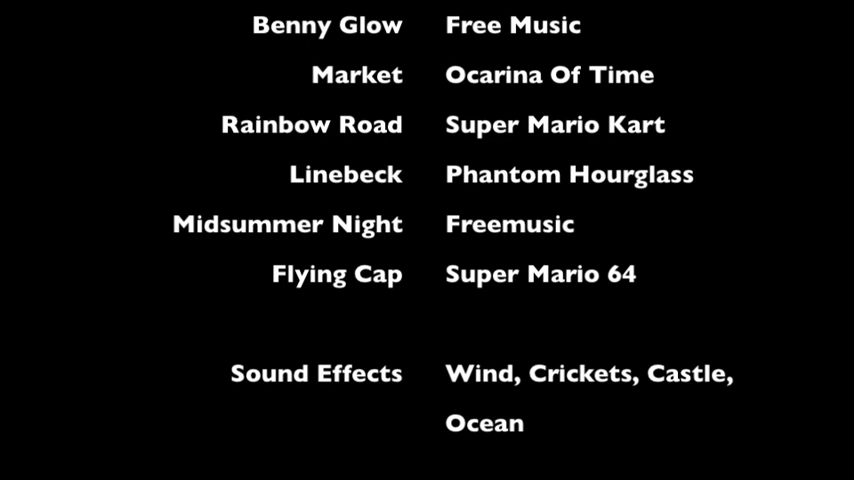 Benny Glow Free Music
Market Ocarina Of Time
Rainbow Road Super Mario Kart
Linebeck Phantom Hourglass
Midsummer Night Freemusic
Flying Cap Super Mario 64
Sound Effects Wind, Crickets, Castle,
Ocean